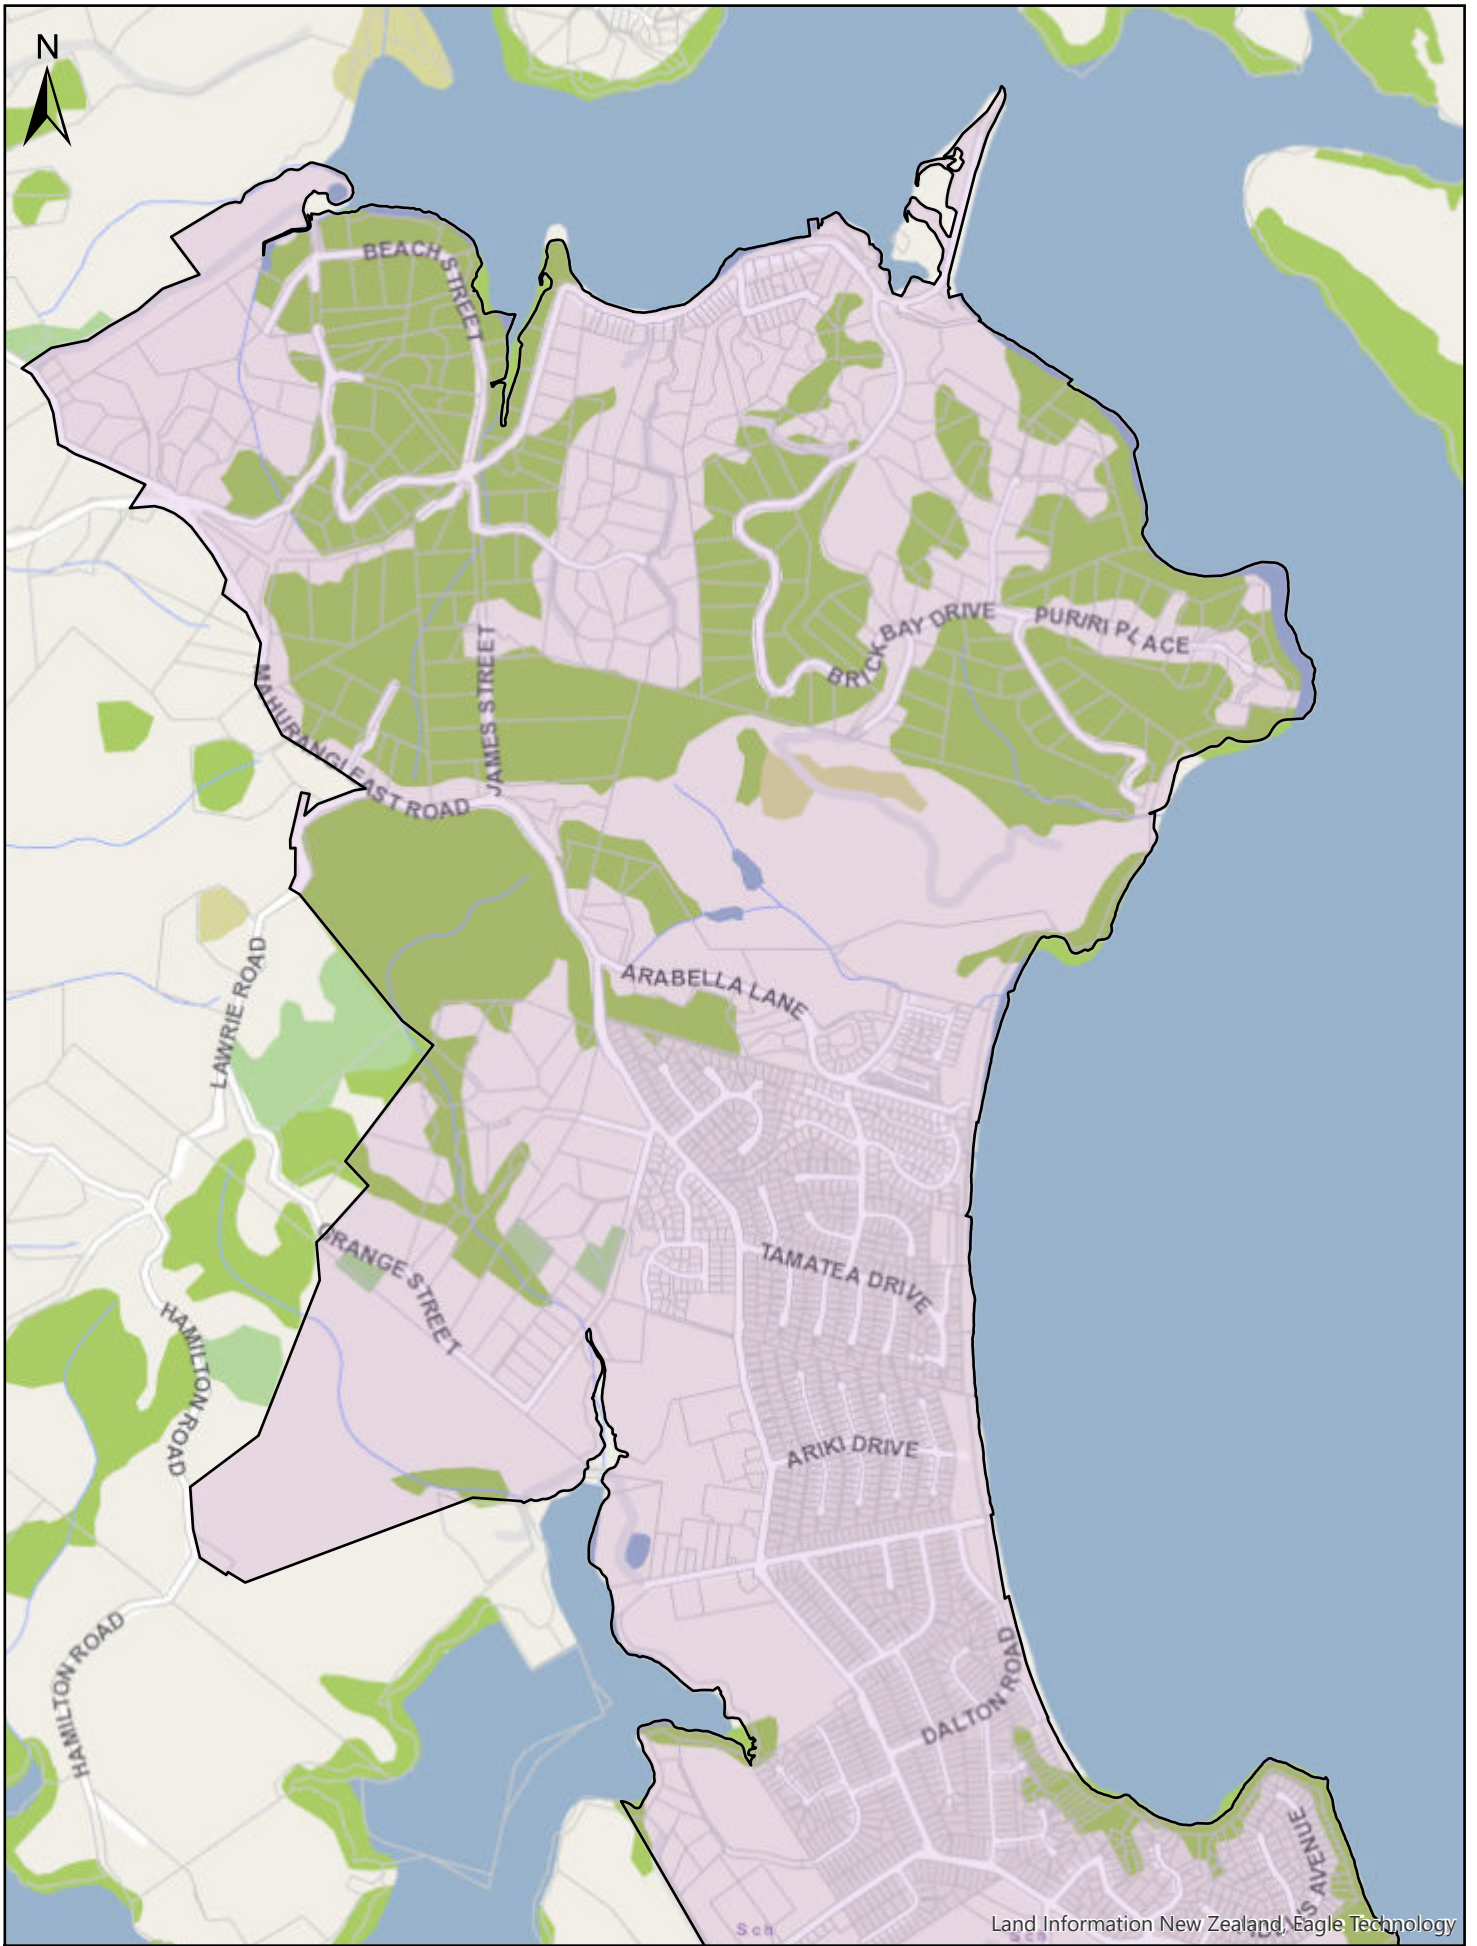 N
BEACH STREET
BRICK BAY DRIVE
PURIRI PLACE
JAMES STREET
MAHURANGI EAST ROAD
ARABELLA LANE
LAWRIE ROAD
GRANGE STREET
TAMATEA DRIVE
HAMILTON ROAD
ARIKI DRIVE
HAMILTON ROAD
DALTON ROAD
AVENUE
Land Information New Zealand, Eagle Technology